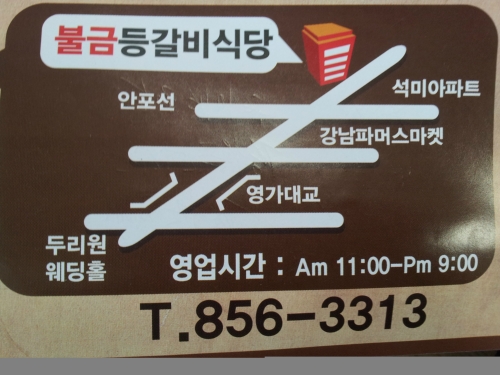 불금등갈비식당
안포선
석미아파트
강남파머스마켓
영가대교
두리원
웨딩홀
영업시간 : Am 11:00-Pm 9:00
T.856-3313